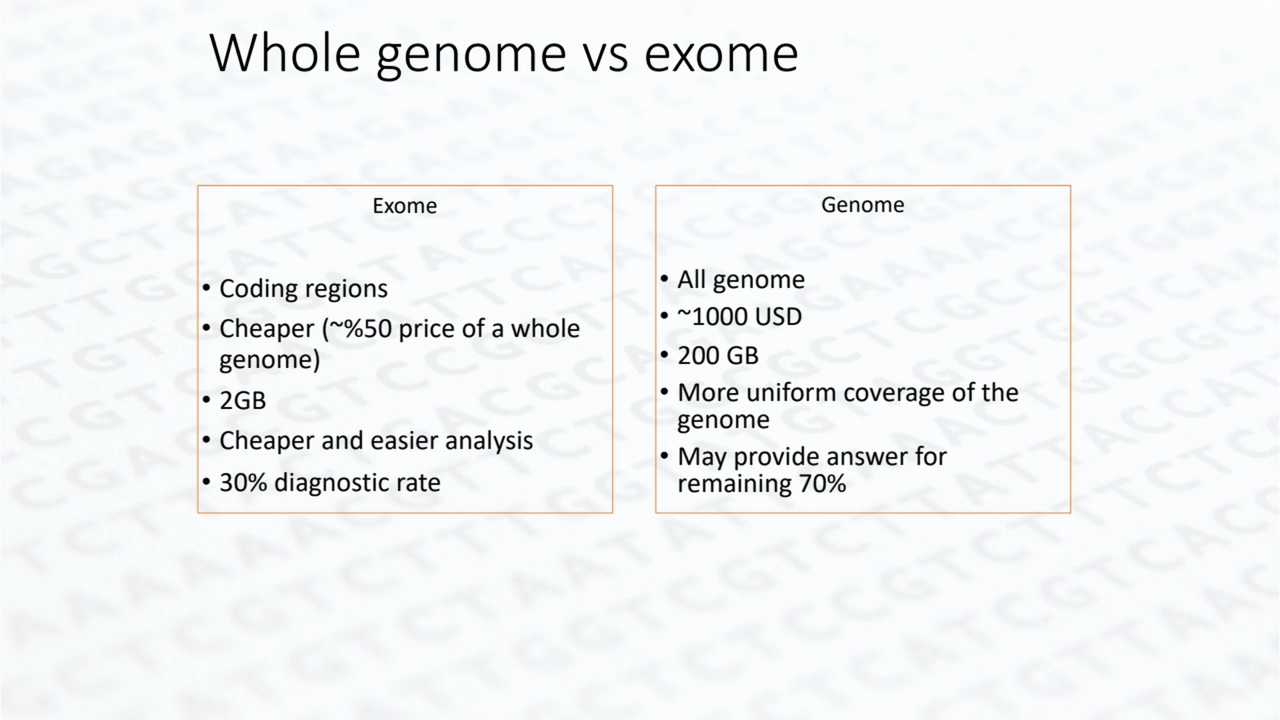 Whole genome vs exome
Exome
• Coding regions
• Cheaper (~%50 price of a whole
genome)
• 2GB
• Cheaper and easier analysis
• 30% diagnostic rate
Genome
• All genome
• ~1000 USD
• 200 GB
• More uniform coverage of the
genome
• May provide answer for
remaining 70%